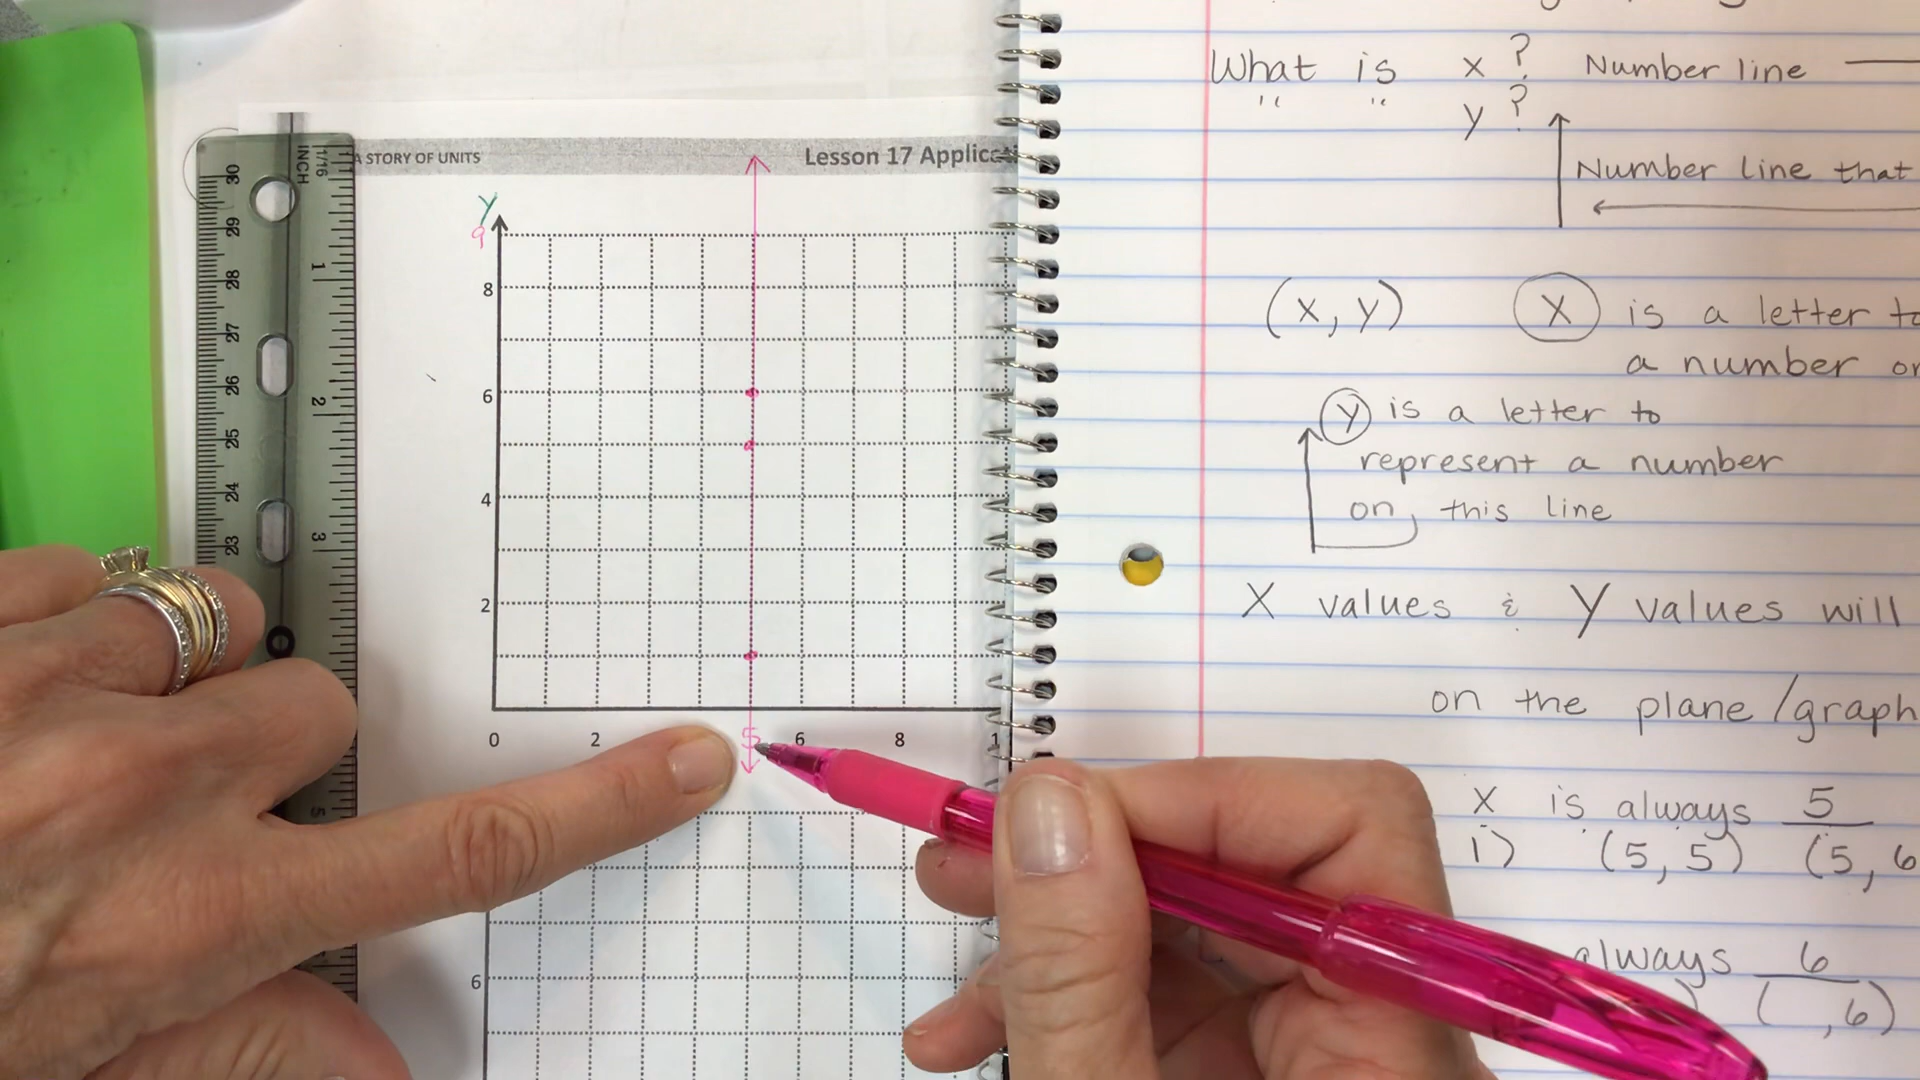 A STORY OF UNITS
Lesson 17
Y
9
8
6
4
2
0 2 5 6 8 1
6
INCH
1/16
30
29
28
27
26
25
24
23
1
2
3
5
What is x ? Number line
" " y ?
Number line that
(x, y) X is a letter to
a number
y is a letter to
represent a number
on this line
X values & Y values will
on the plane/graph
X is always 5
1) (5, 5) (5, 6
always 6
( , 6)